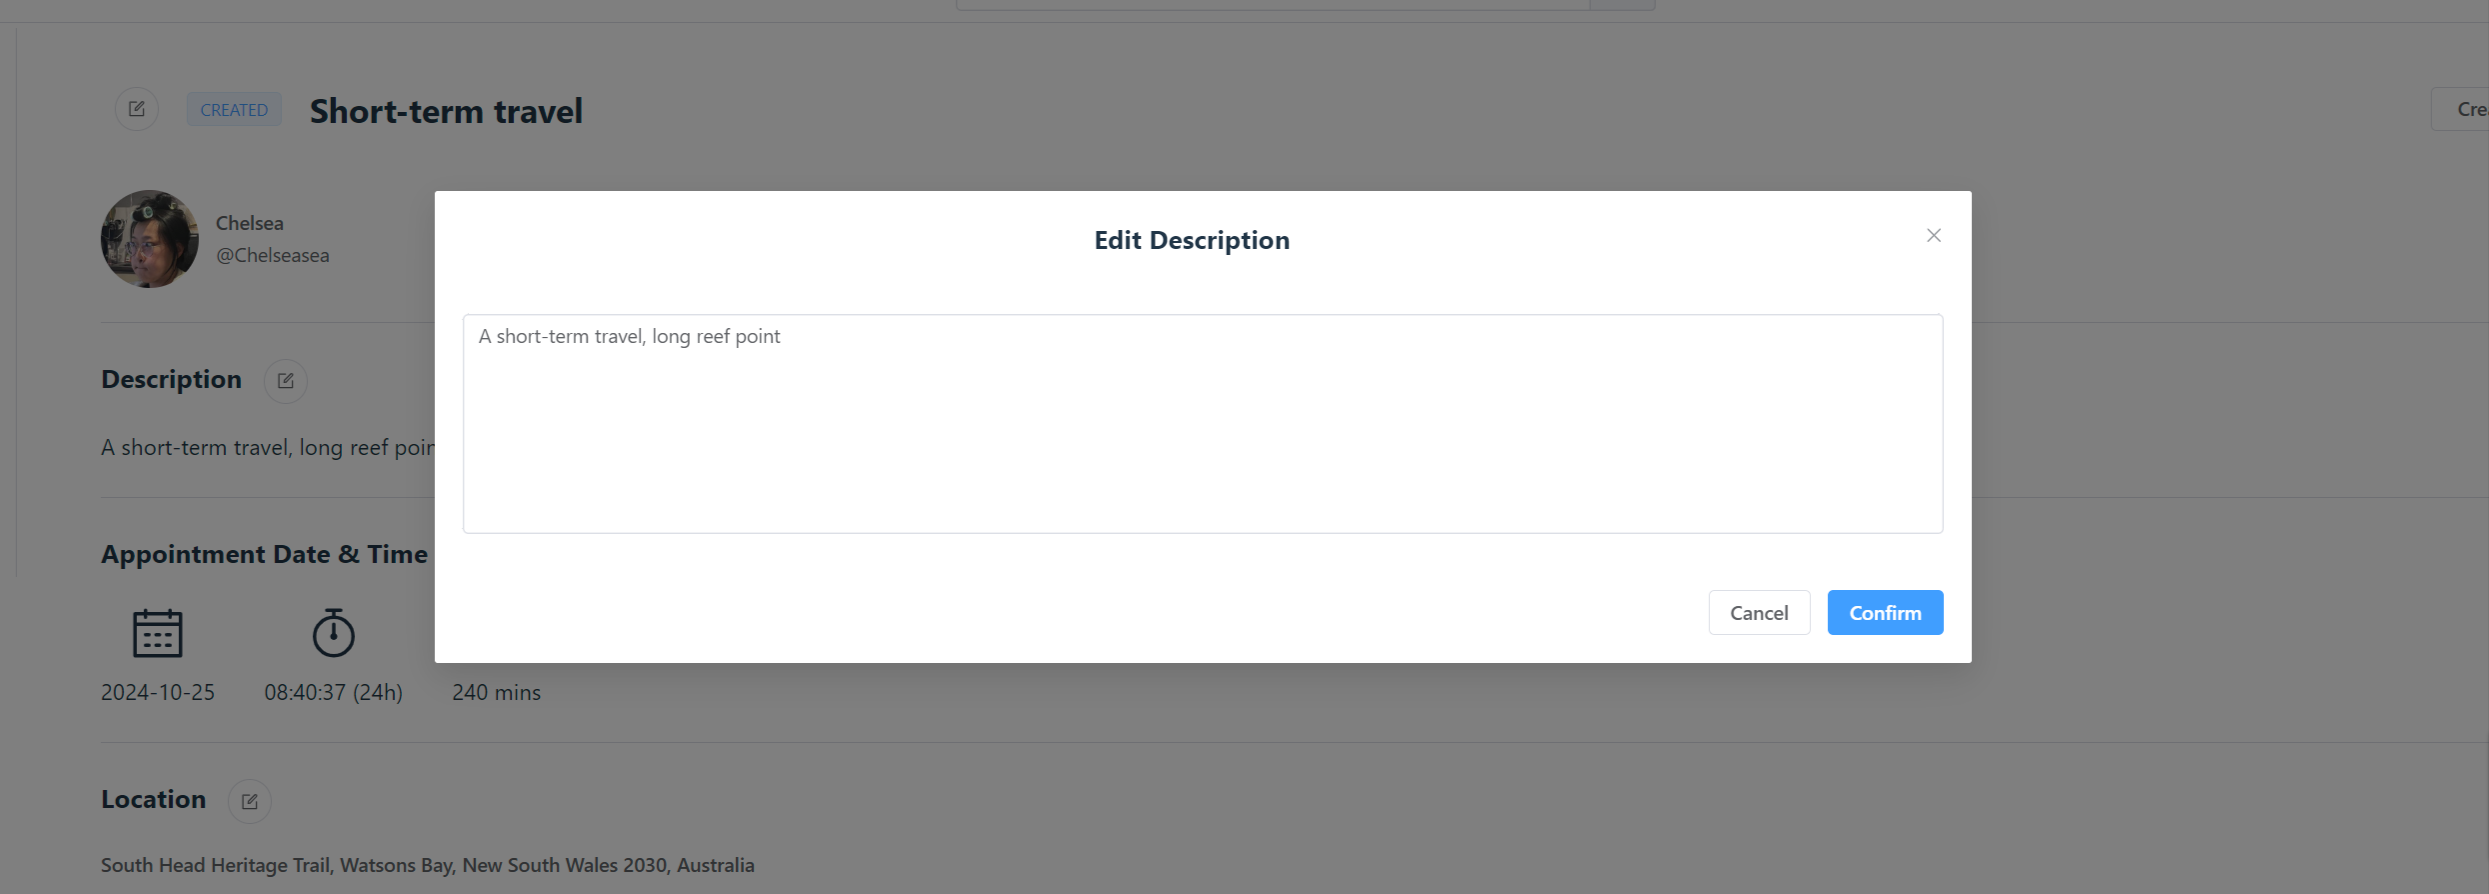 CREATED
Short-term travel
Chelsea
@Chelseasea
Edit Description
A short-term travel, long reef point
Description
A short-term travel, long reef
Appointment Date & Time
Cancel
Confirm
2024-10-25
08:40:37 (24h)
240 mins
Location
South Head Heritage Trail, Watsons Bay, New South Wales 2030, Australia